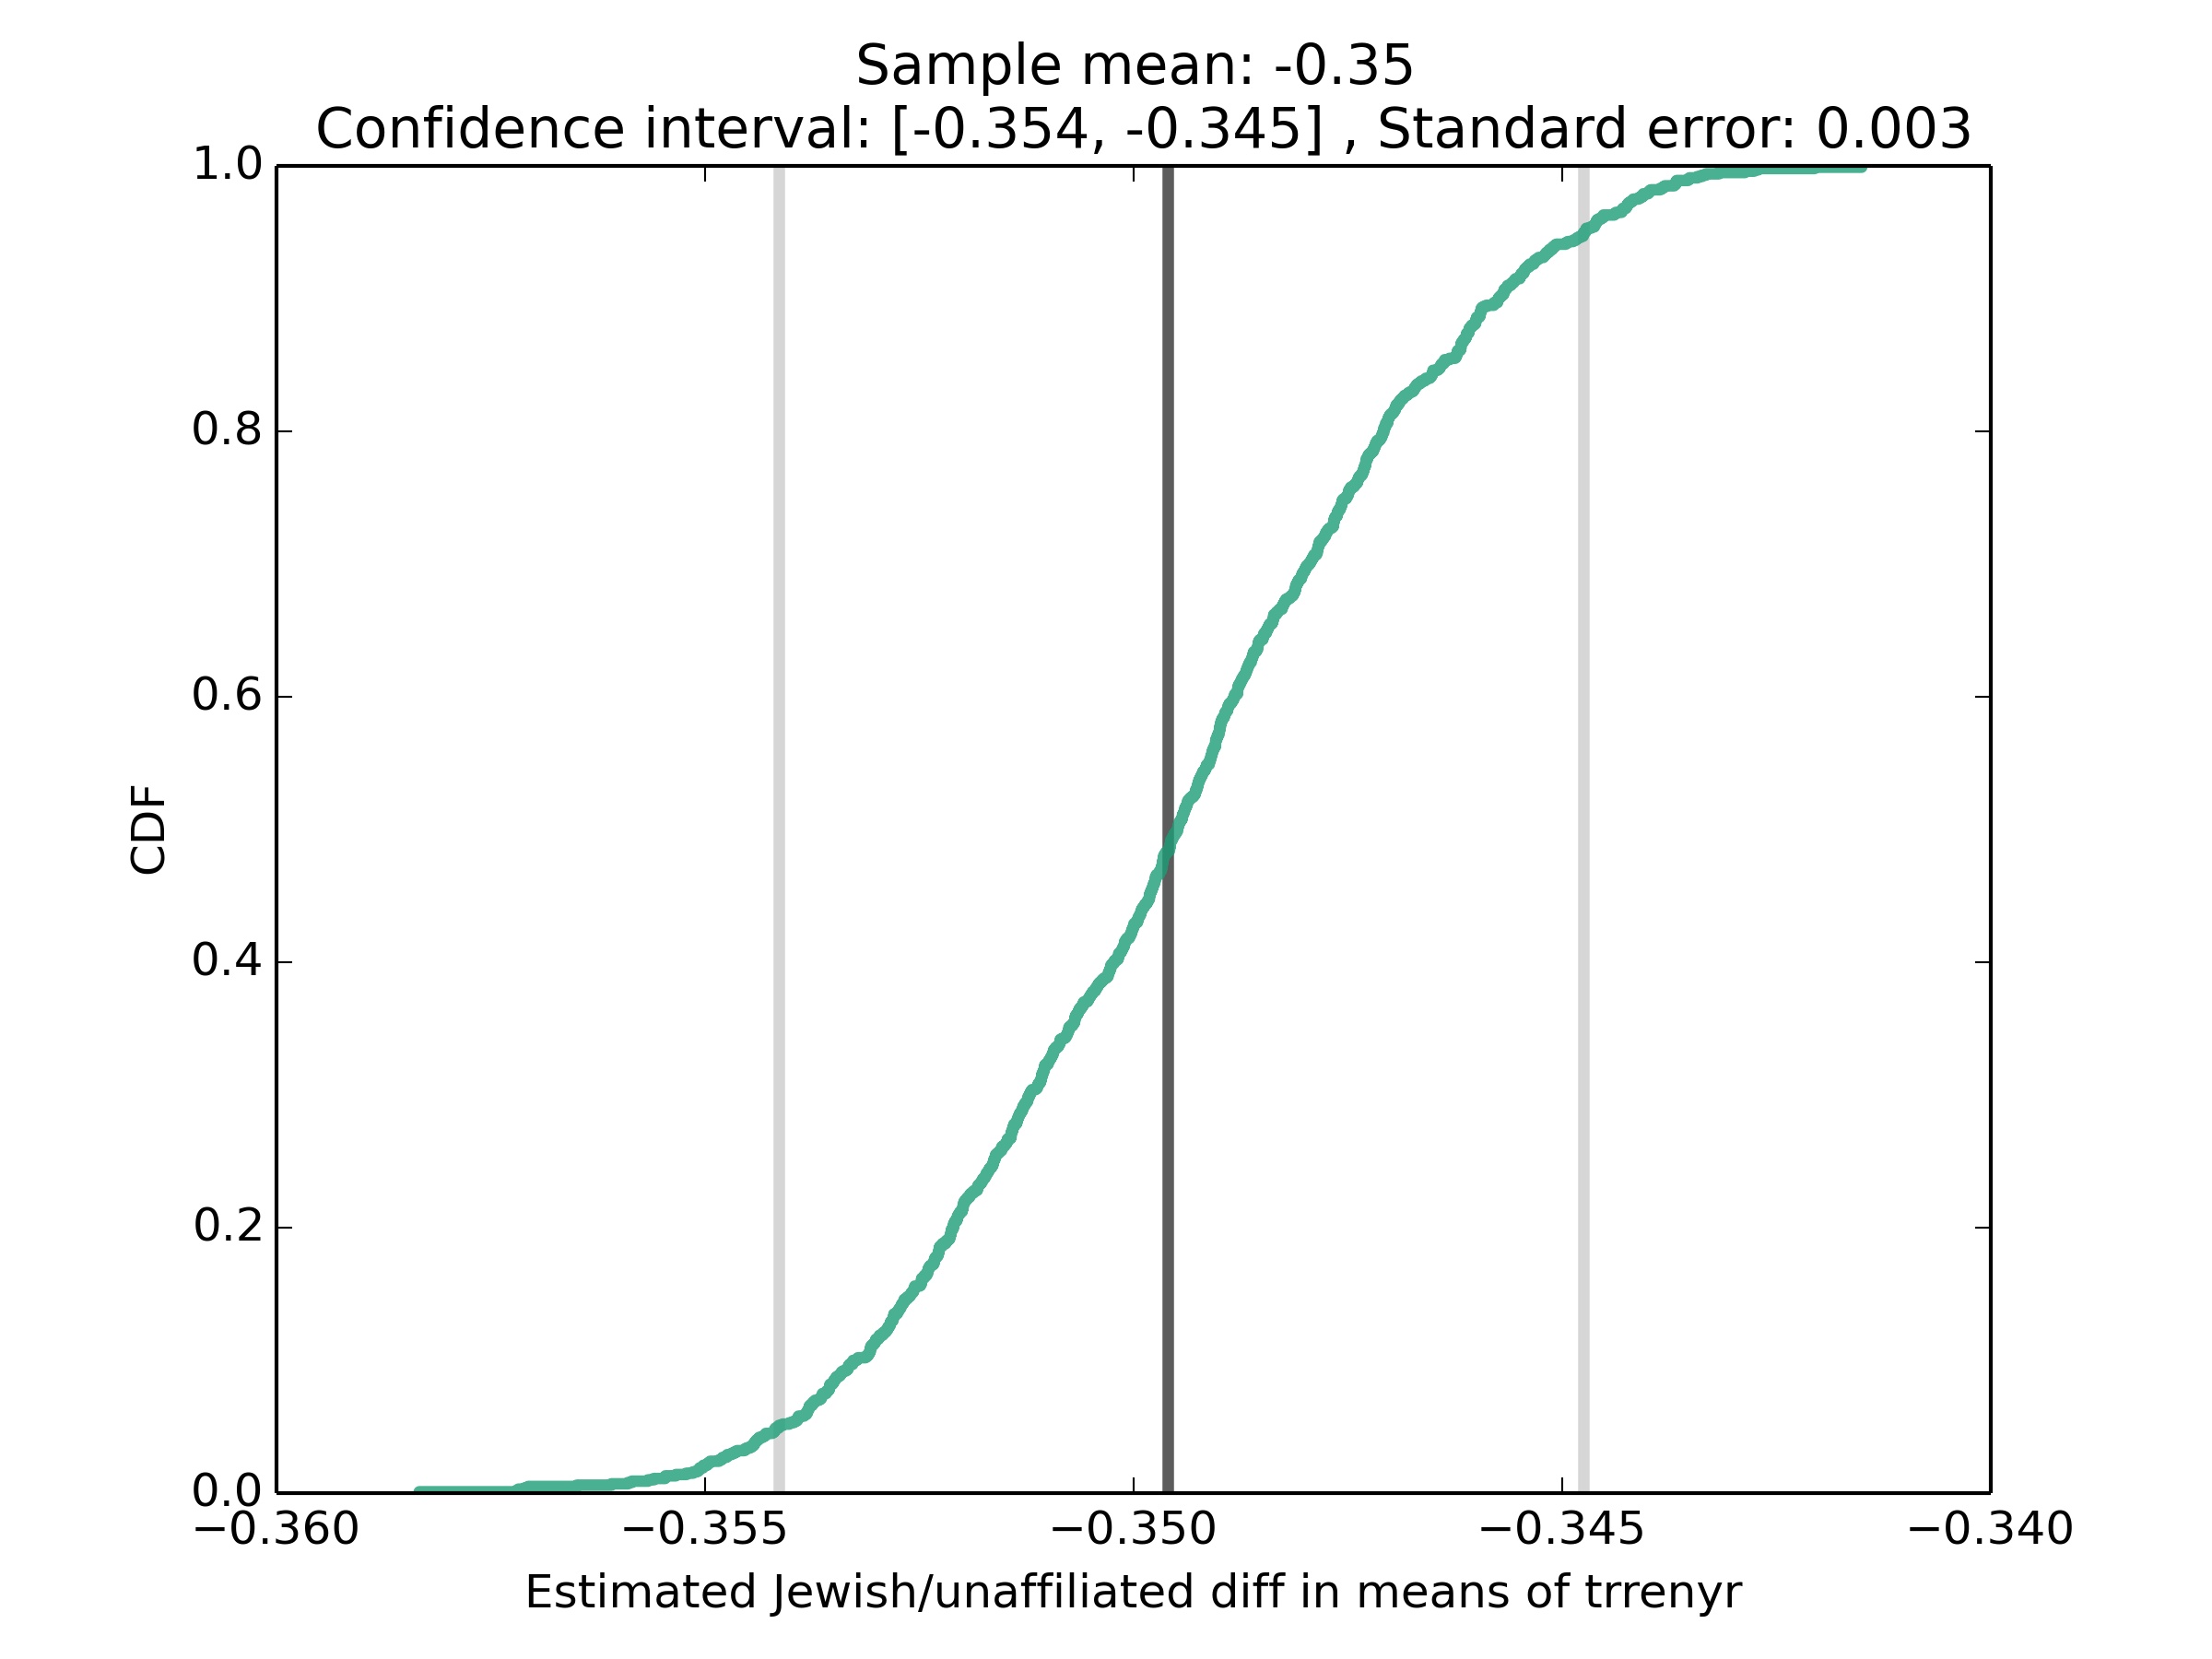 Sample mean: -0.35
Confidence interval: [-0.354, -0.345] , Standard error: 0.003
1.0
0.8
0.6
0.4
0.2
0.0
CDF
−0.360 −0.355 −0.350 −0.345 −0.340
Estimated Jewish/unaffiliated diff in means of trrenyr